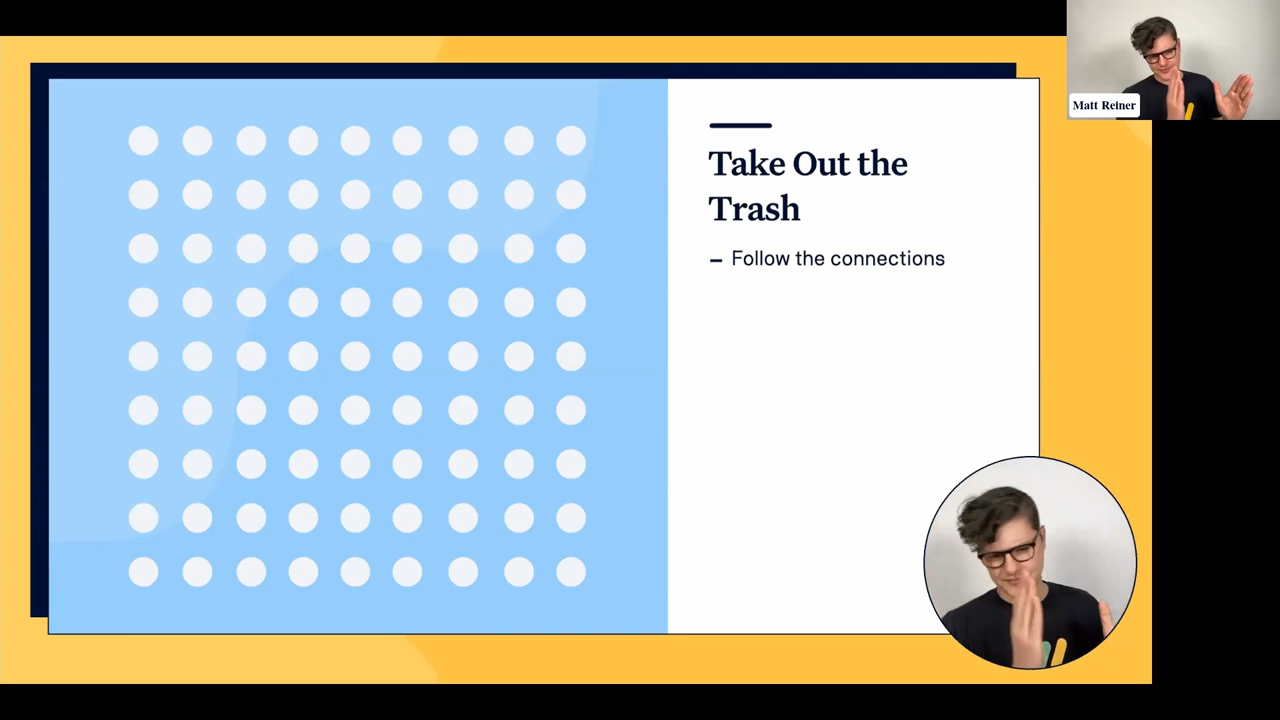 Matt Reiner
Take Out the
Trash
– Follow the connections